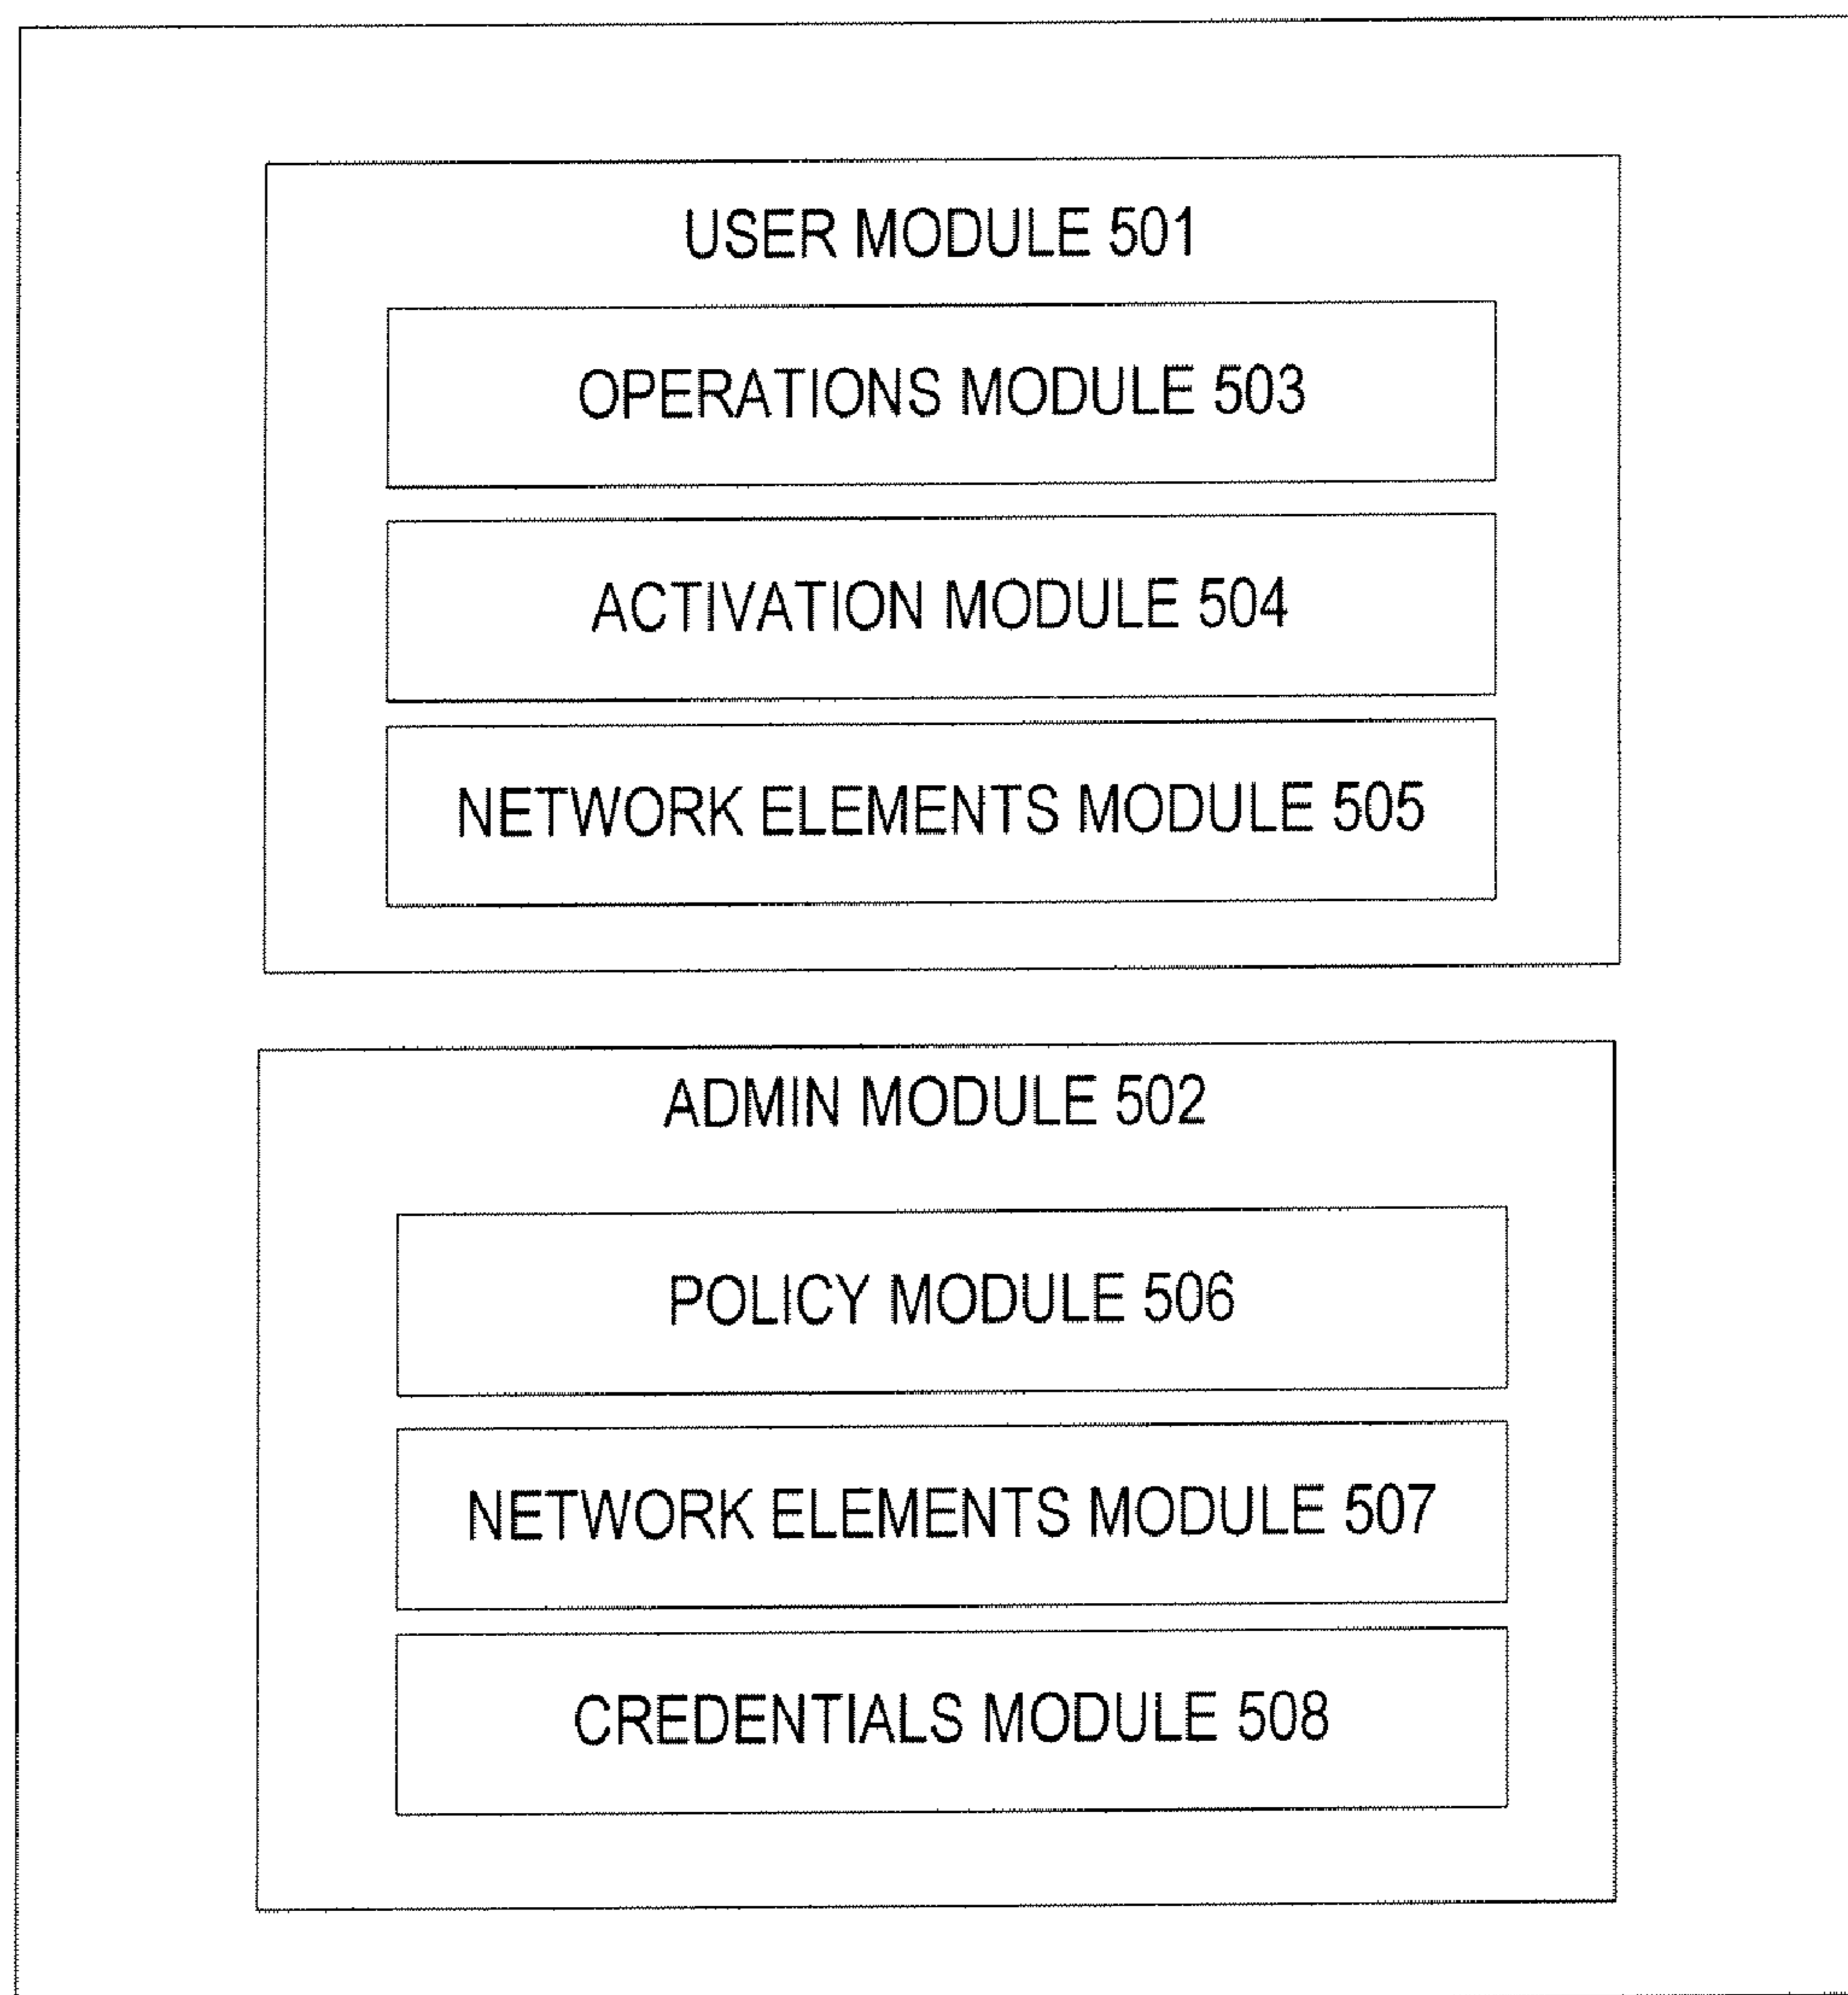 USER MODULE 501
OPERATIONS MODULE 503
ACTIVATION MODULE 504
NETWORK ELEMENTS MODULE 505
ADMIN MODULE 502
POLICY MODULE 506
NETWORK ELEMENTS MODULE 507
CREDENTIALS MODULE 508